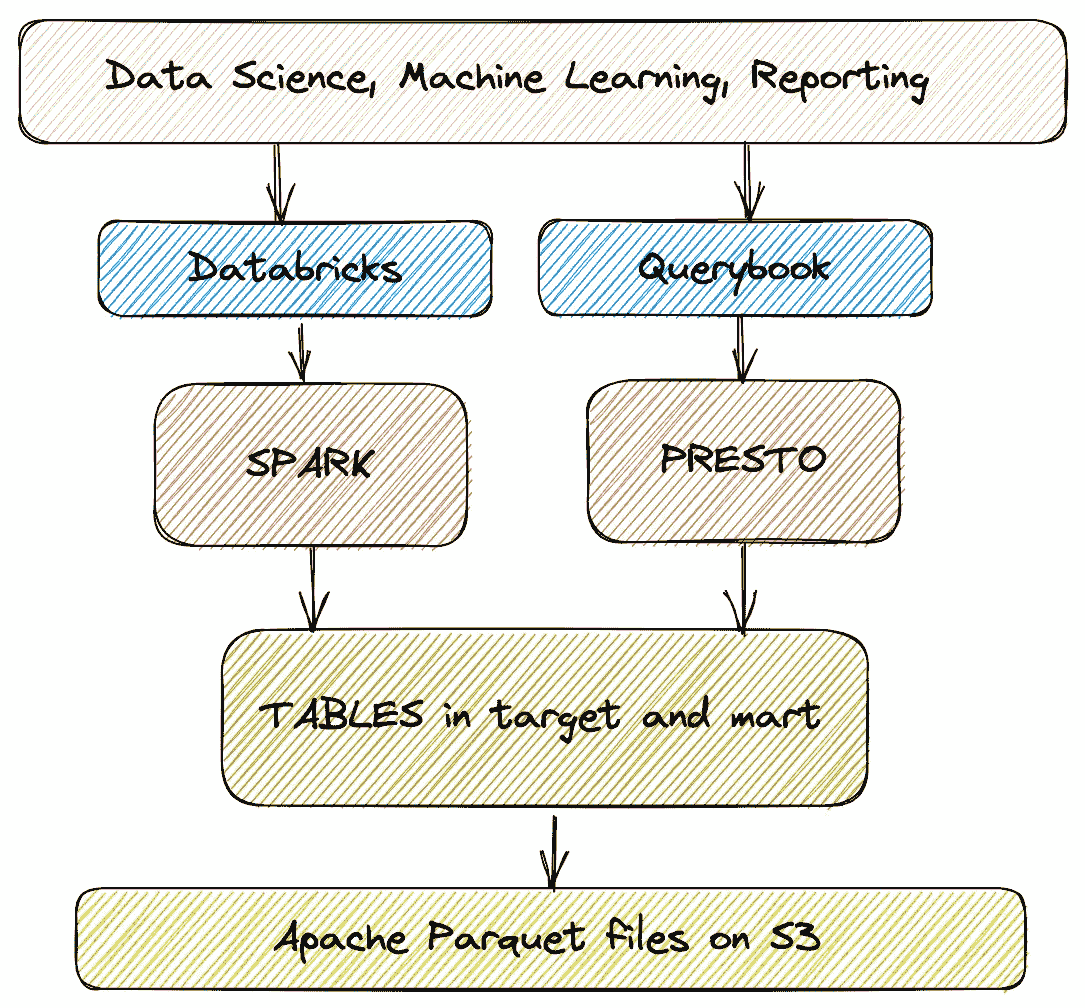 Data Science, Machine Learning, Reporting
Databricks
Querybook
SPARK
PRESTO
TABLES in target and mart
Apache Parquet files on S3